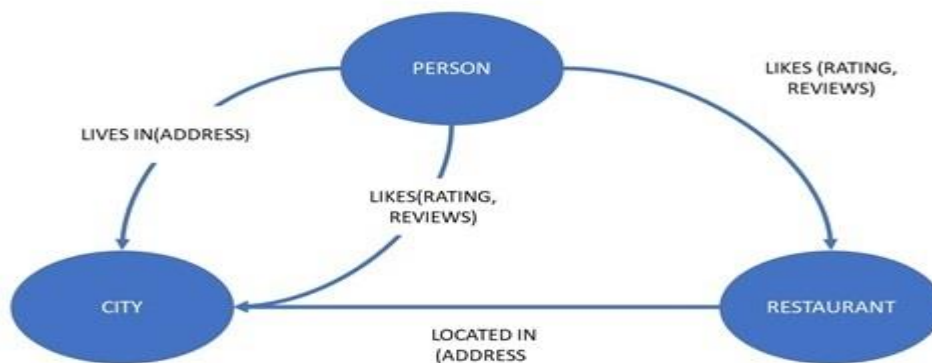 PERSON
LIKES (RATING,
REVIEWS)
LIVES IN(ADDRESS)
LIKES(RATING,
REVIEWS)
CITY
RESTAURANT
LOCATED IN
(ADDRESS